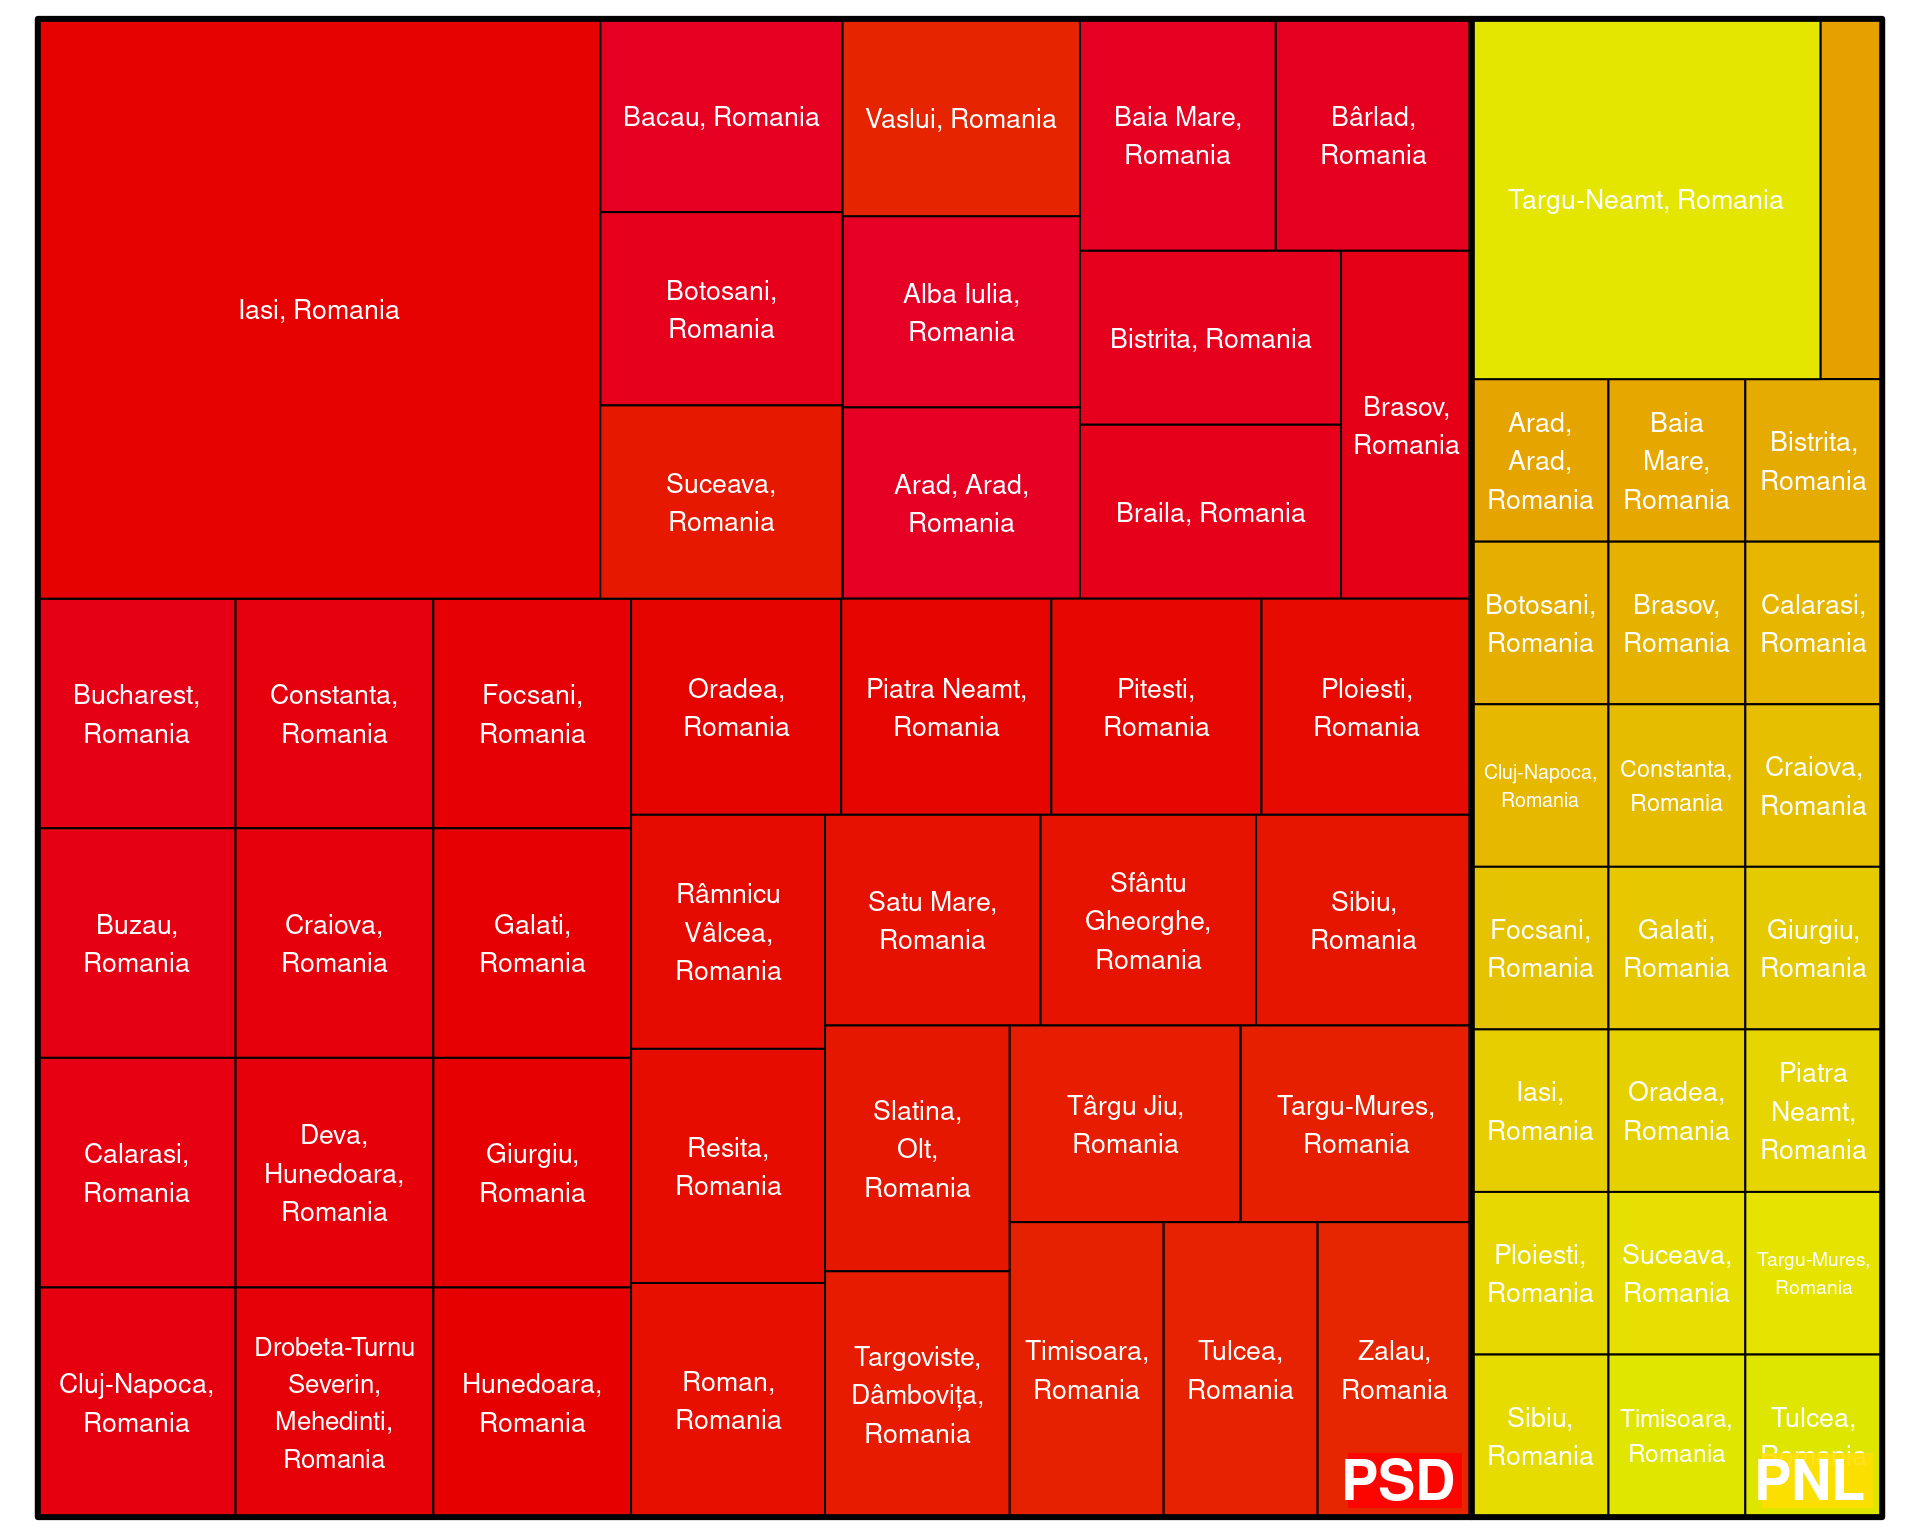 Iasi, Romania
Bacau, Romania
Botosani,
Romania
Suceava,
Romania
Vaslui, Romania
Alba Iulia,
Romania
Arad, Arad,
Romania
Baia Mare,
Romania
Bârlad,
Romania
Bistrita, Romania
Braila, Romania
Brasov,
Romania
Bucharest,
Romania
Constanta,
Romania
Focsani,
Romania
Buzau,
Romania
Craiova,
Romania
Galati,
Romania
Calarasi,
Romania
Deva,
Hunedoara,
Romania
Giurgiu,
Romania
Cluj-Napoca,
Romania
Drobeta-Turnu
Severin,
Mehedinti,
Romania
Hunedoara,
Romania
Oradea,
Romania
Piatra Neamt,
Romania
Pitesti,
Romania
Ploiesti,
Romania
Râmnicu
Vâlcea,
Romania
Resita,
Romania
Roman,
Romania
Satu Mare,
Romania
Sfântu
Gheorghe,
Romania
Sibiu,
Romania
Slatina,
Olt,
Romania
Targoviste,
Dâmbovița,
Romania
Târgu Jiu,
Romania
Targu-Mures,
Romania
Timisoara,
Romania
Tulcea,
Romania
Zalau,
Romania
PSD
Targu-Neamt, Romania
Arad,
Arad,
Romania
Baia
Mare,
Romania
Bistrita,
Romania
Botosani,
Romania
Brasov,
Romania
Calarasi,
Romania
Cluj-Napoca,
Romania
Constanta,
Romania
Craiova,
Romania
Focsani,
Romania
Galati,
Romania
Giurgiu,
Romania
Iasi,
Romania
Oradea,
Romania
Piatra
Neamt,
Romania
Ploiesti,
Romania
Suceava,
Romania
Targu-Mures,
Romania
Sibiu,
Romania
Timisoara,
Romania
Tulcea,
Romania
PNL